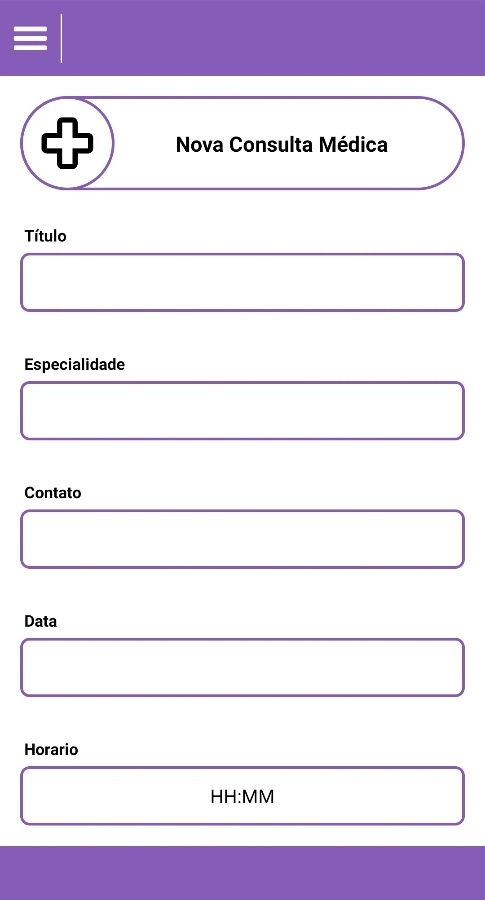 Nova Consulta Médica
Título
Especialidade
Contato
Data
Horario
HH:MM